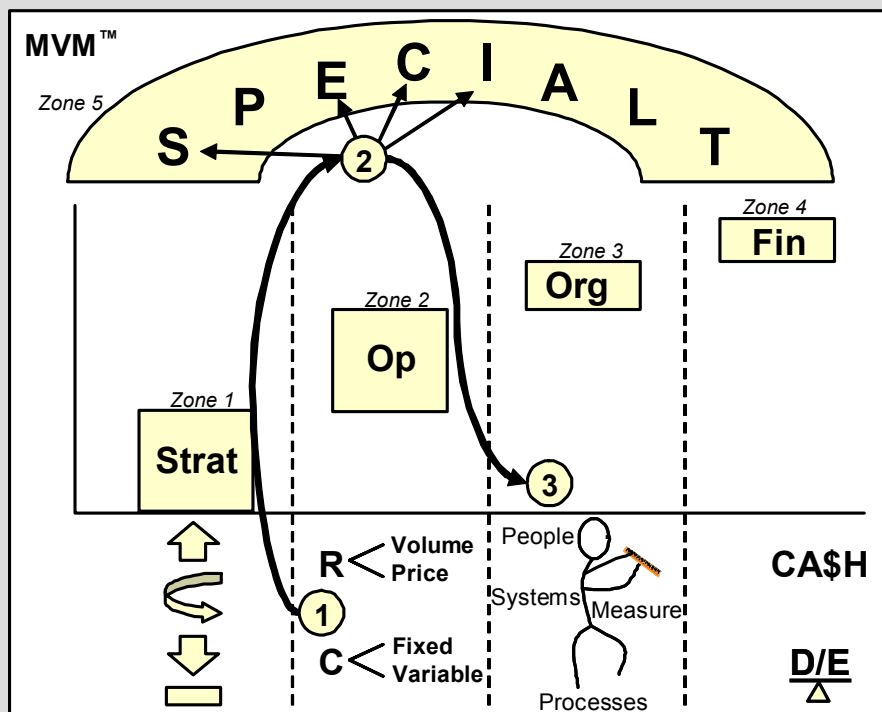 MVM™
S P E C I A L T
Zone 5
2
Zone 4
Fin
Zone 3
Org
Zone 2
Op
Zone 1
Strat
3
People
R
Volume
Price
CA$H
Systems
Measure
1
C
Fixed
Variable
D/E
Processes